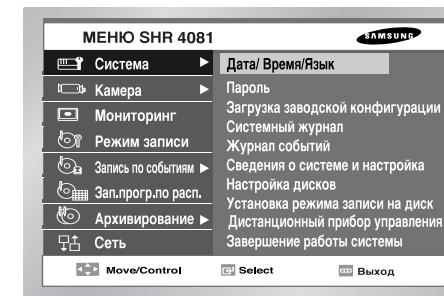 МЕНЮ SHR 4081
SAMSUNG
Система
Камера
Мониторинг
Режим записи
Запись по событиям
Зап.прогр.по расп.
Архивирование
Сеть
Дата/ Время/Язык
Пароль
Загрузка заводской конфигурации
Системный журнал
Журнал событий
Сведения о системе и настройка
Настройка дисков
Установка режима записи на диск
Дистанционный прибор управления
Завершение работы системы
Move/Control
Select
Выход